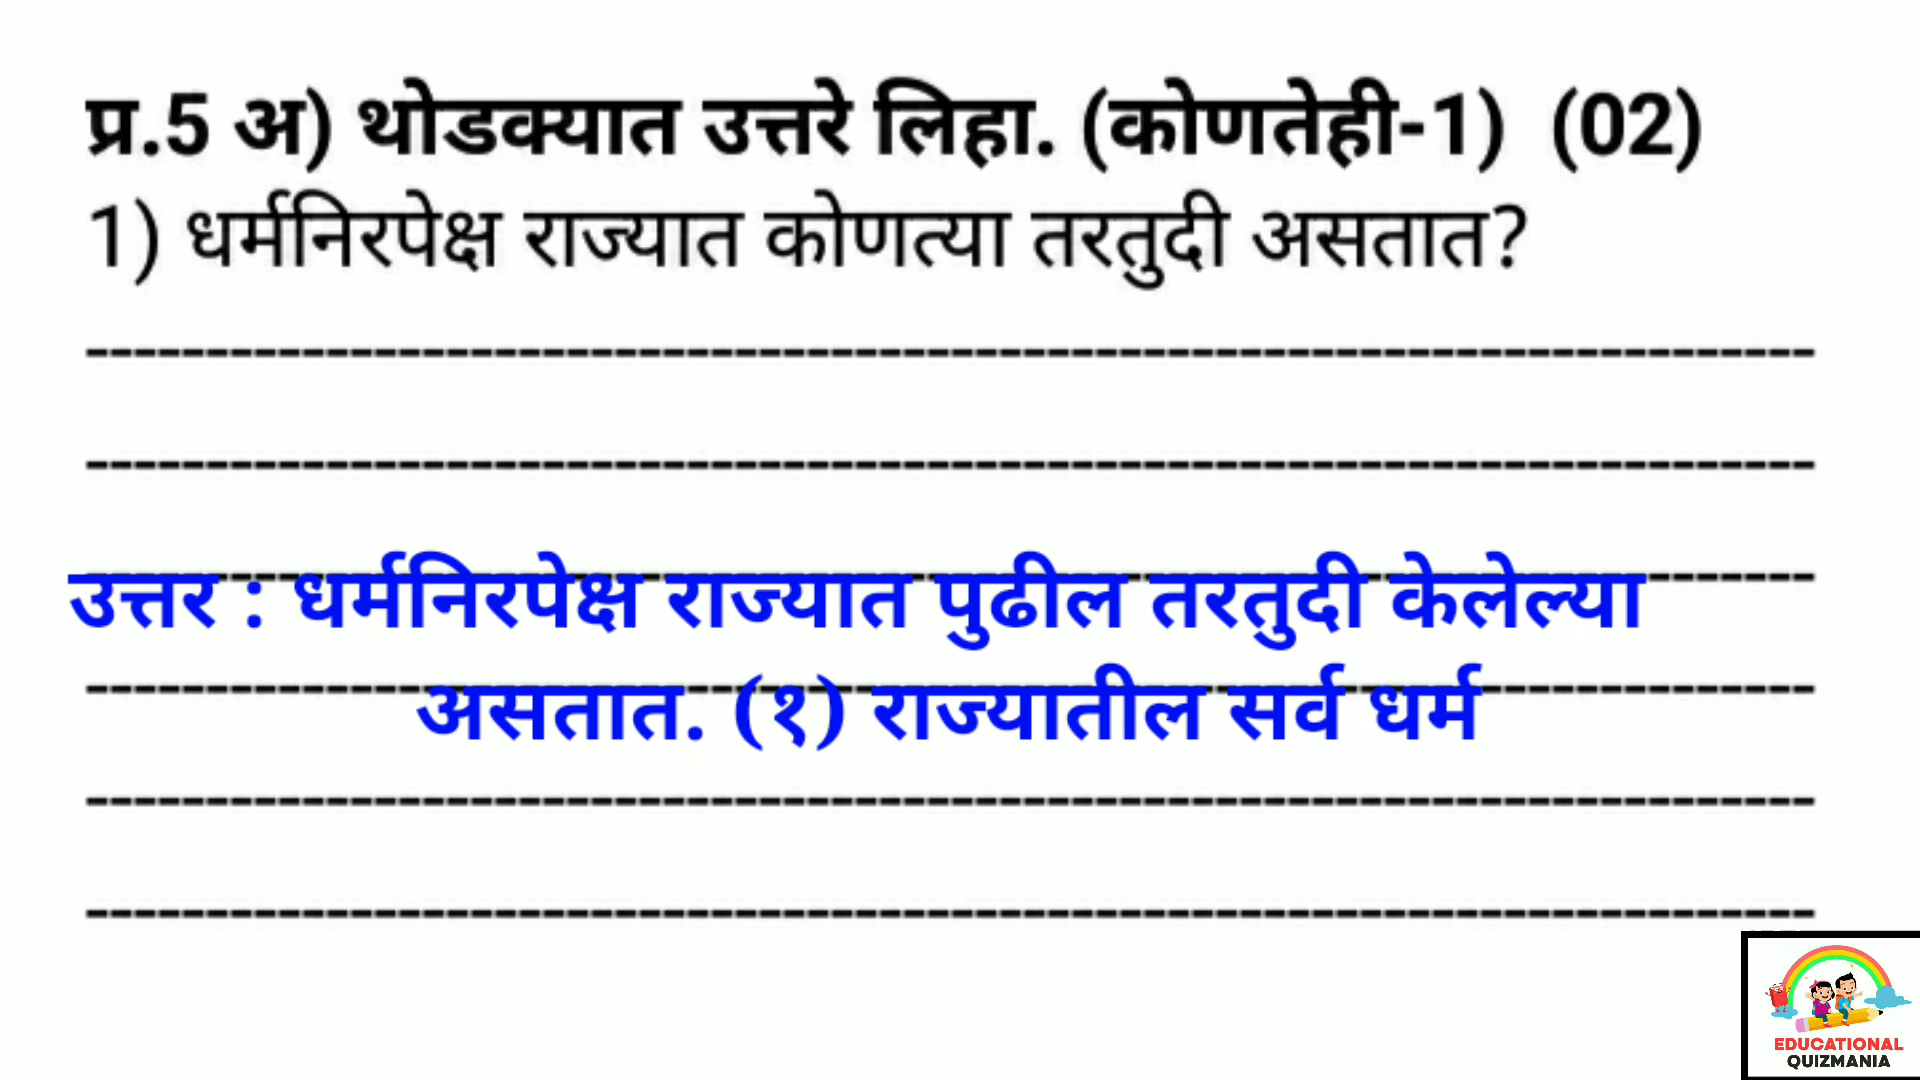 प्र.5 अ) थोडक्यात उत्तरे लिहा. (कोणतेही-1) (02)
1) धर्मनिरपेक्ष राज्यात कोणत्या तरतुदी असतात?
उत्तर : धर्मनिरपेक्ष राज्यात पुढील तरतुदी केलेल्या
असतात. (१) राज्यातील सर्व धर्म
EDUCATIONAL
QUIZMANIA